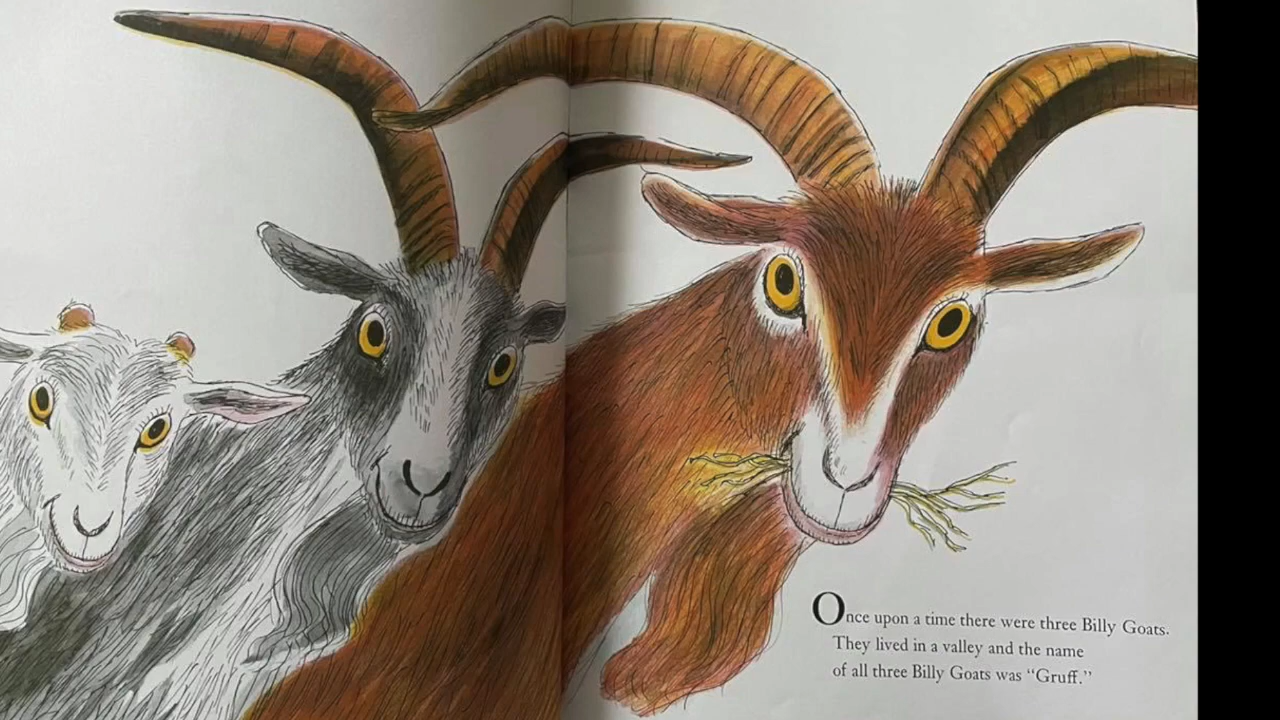 Once upon a time there were three Billy Goats.
They lived in a valley and the name
of all three Billy Goats was “Gruff.”